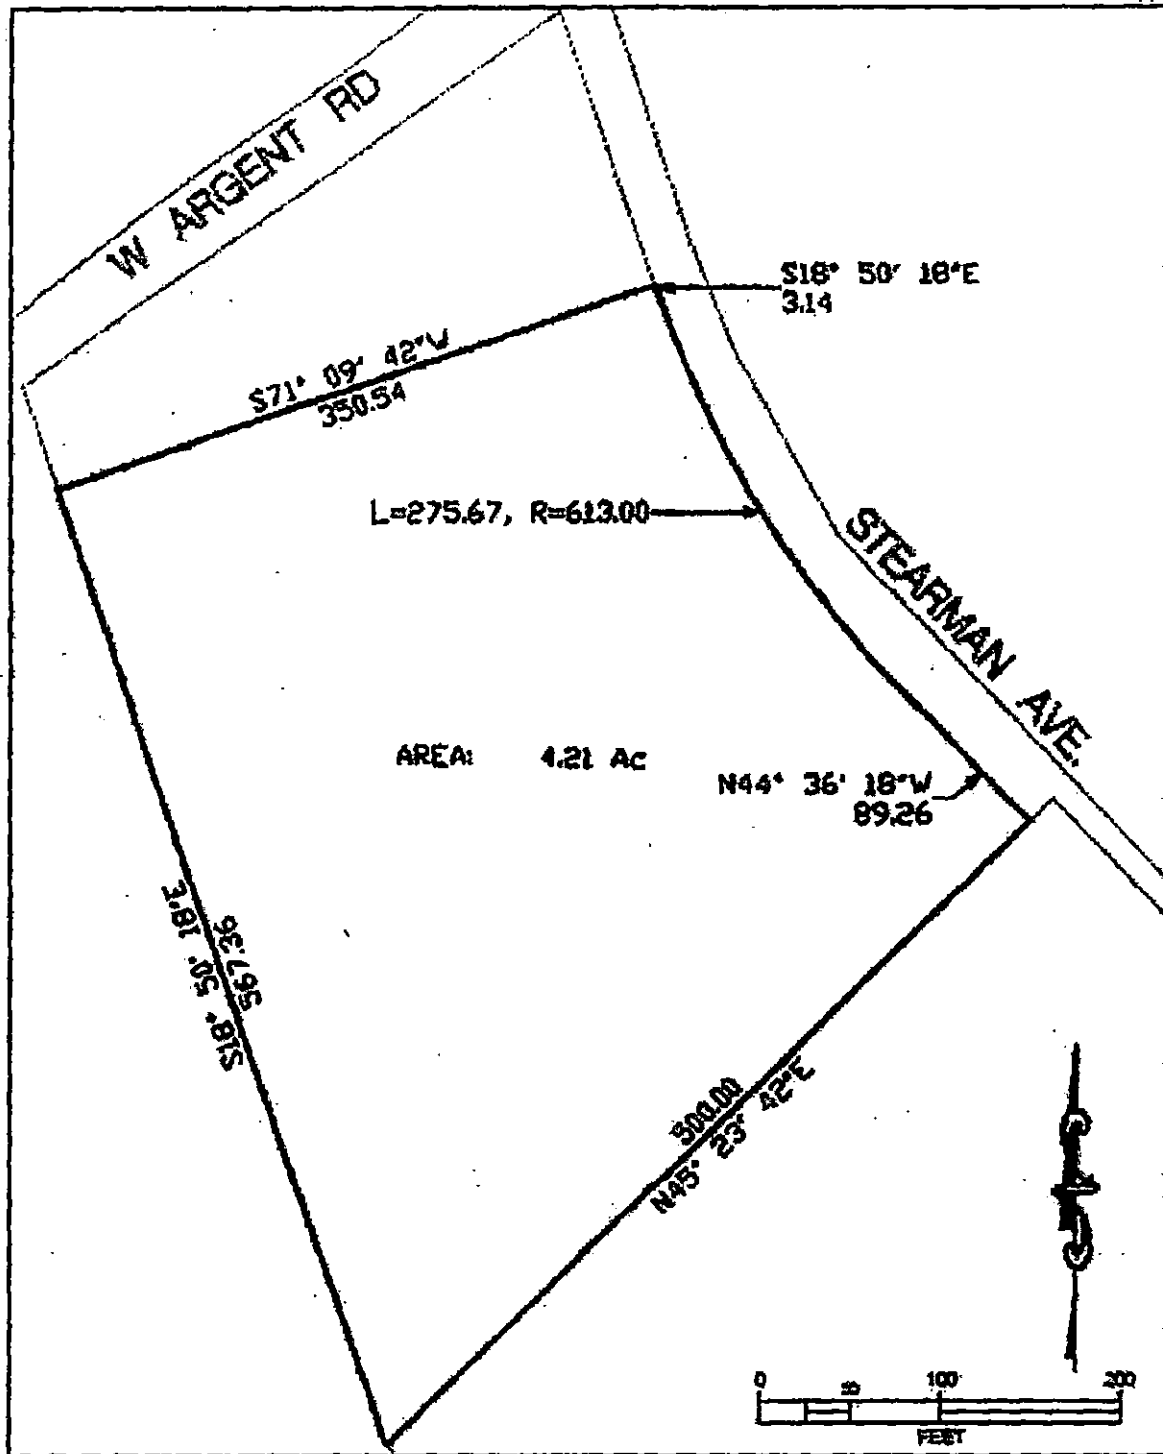 W ARGENT RD
S18° 50' 18"E
3.14
S71° 09' 42"W
350.54
L=275.67, R=613.00
STEARMAN AVE.
AREA: 4.21 Ac
N44° 36' 18"W
89.26
S18° 50' 18"E
567.36
500.00
N45° 23' 42"E
0 50 100 200
FEET